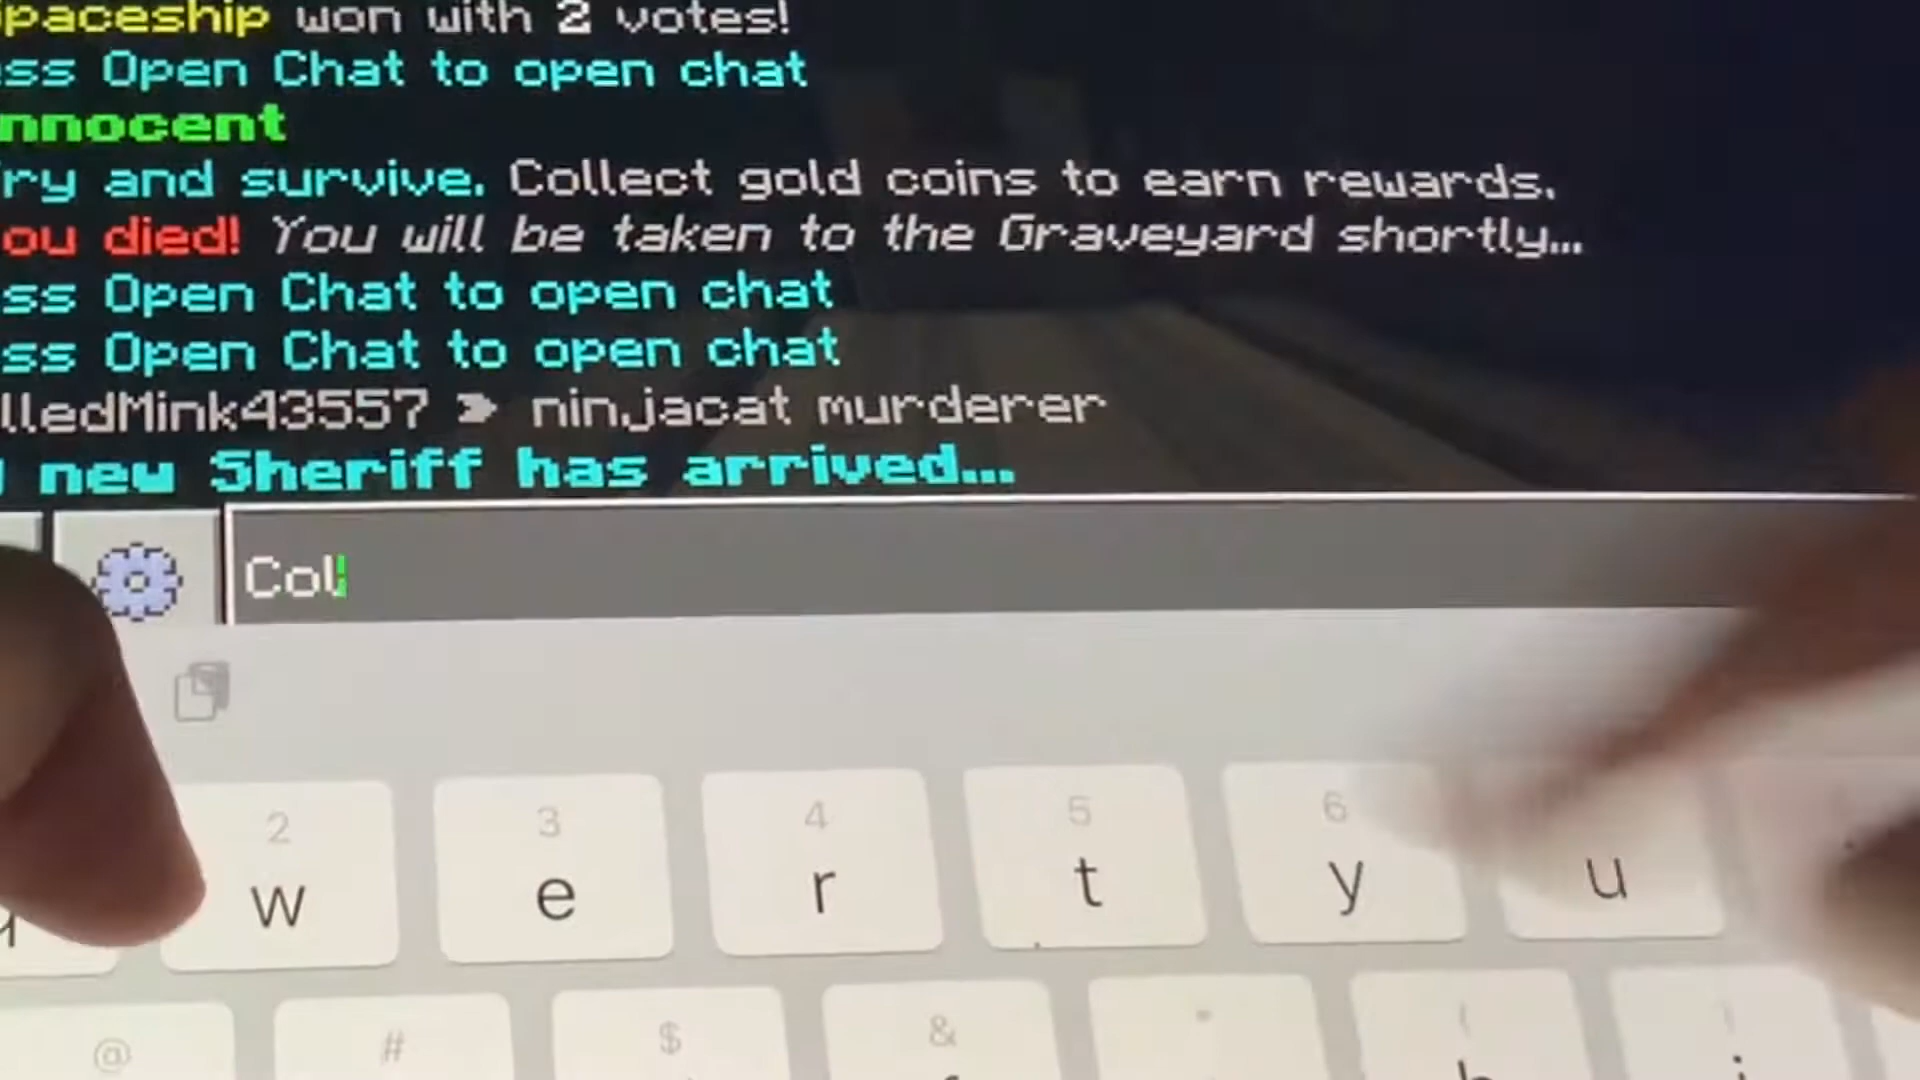 paceship won with 2 votes!
ess Open Chat to open chat
nnocent
ry and survive. Collect gold coins to earn rewards.
ou died! You will be taken to the Graveyard shortly...
ss Open Chat to open chat
ss Open Chat to open chat
lledMink43557 ➽ ninjacat murderer
new Sheriff has arrived...
Col
2 3 4 5 6
w e r t y u
@ # $ & * ( )